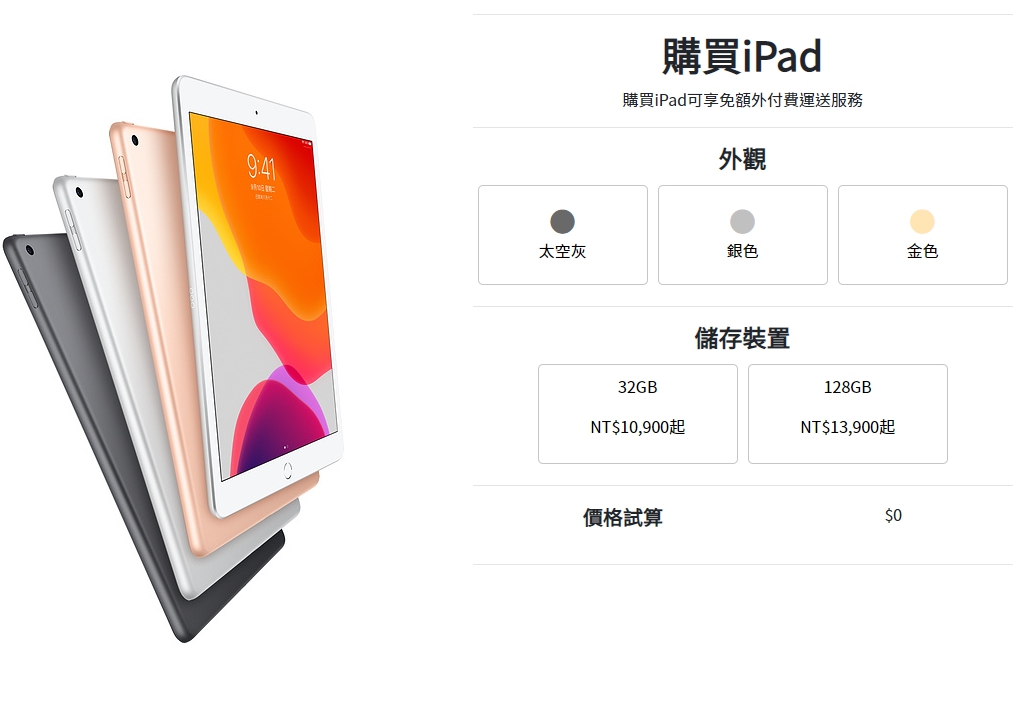 9:41
購買iPad
購買iPad可享免額外付費運送服務
外觀
太空灰
銀色
金色
儲存裝置
32GB
NT$10,900起
128GB
NT$13,900起
價格試算
$0